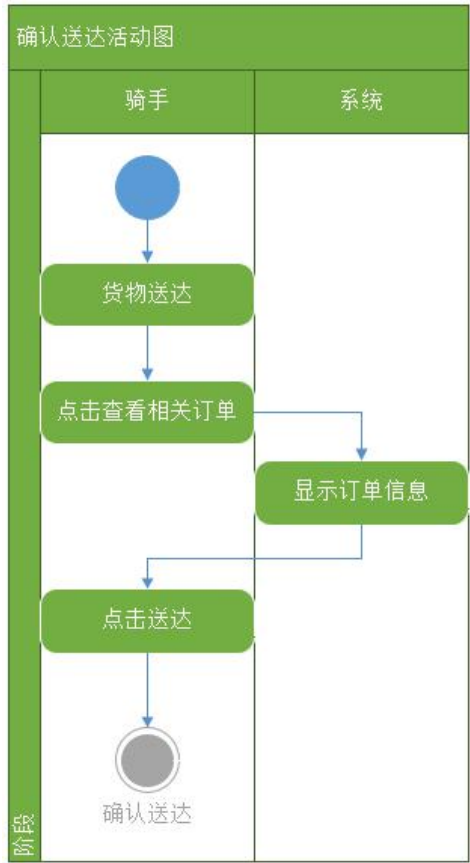 确认送达活动图
骑手
系统
货物送达
点击查看相关订单
显示订单信息
点击送达
确认送达
阶段